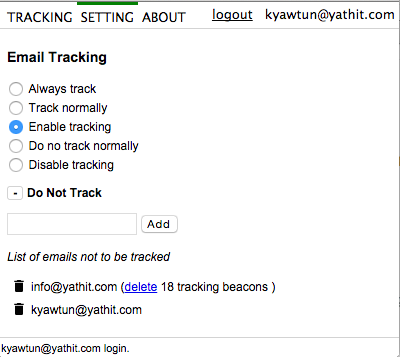 TRACKING SETTING ABOUT logout kyawtun@yathit.com
Email Tracking
Always track
Track normally
Enable tracking
Do no track normally
Disable tracking
- Do Not Track
Add
List of emails not to be tracked
info@yathit.com (delete 18 tracking beacons )
kyawtun@yathit.com
kyawtun@yathit.com login.